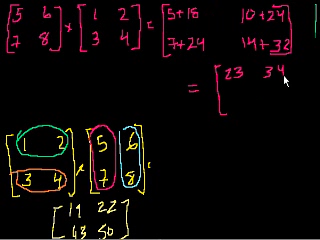 [5 6 × [1 2 = [5+18 10+24
7 8] 3 4] 7+24 14+32]
= [23 34
[1 2 × [5 6
3 4] 7 8] :
[19 22
43 50]